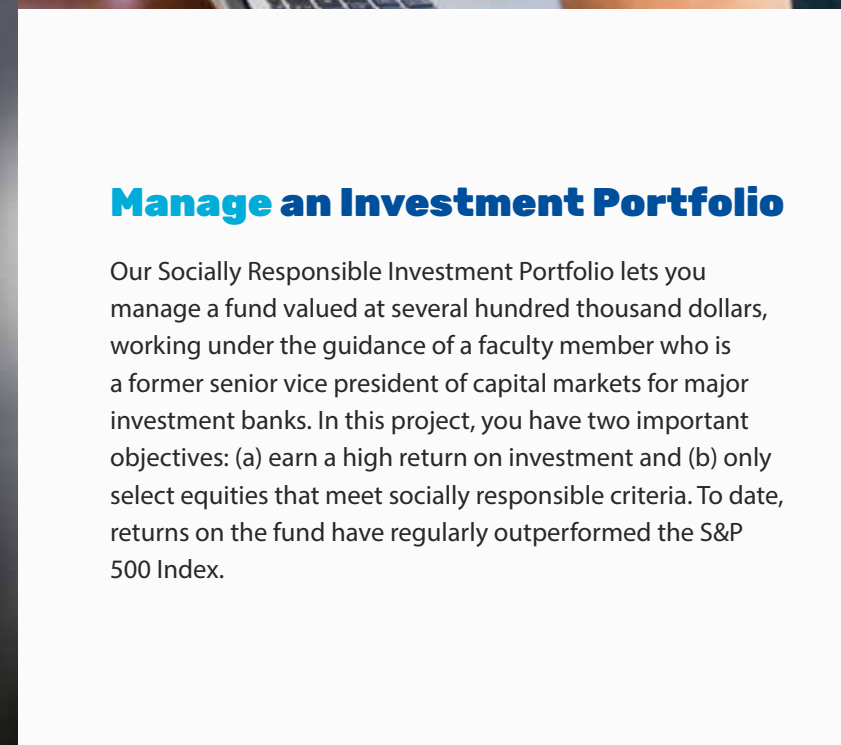 Manage an Investment Portfolio
Our Socially Responsible Investment Portfolio lets you
manage a fund valued at several hundred thousand dollars,
working under the guidance of a faculty member who is
a former senior vice president of capital markets for major
investment banks. In this project, you have two important
objectives: (a) earn a high return on investment and (b) only
select equities that meet socially responsible criteria. To date,
returns on the fund have regularly outperformed the S&P
500 Index.